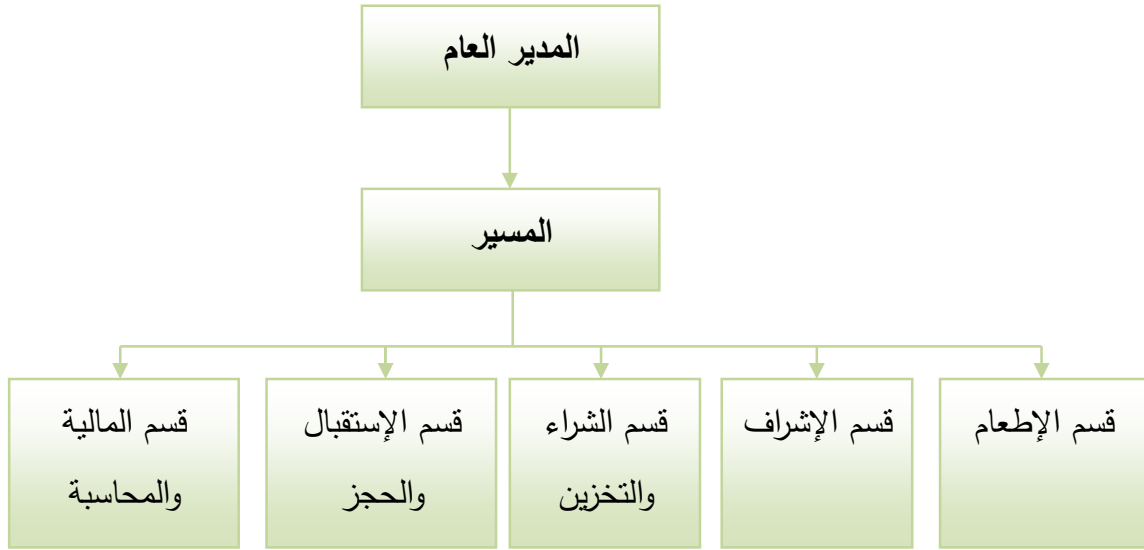 المدير العام
المسير
قسم الإطعام
قسم الإشراف
قسم الشراء
والتخزين
قسم الإستقبال
والحجز
قسم المالية
والمحاسبة